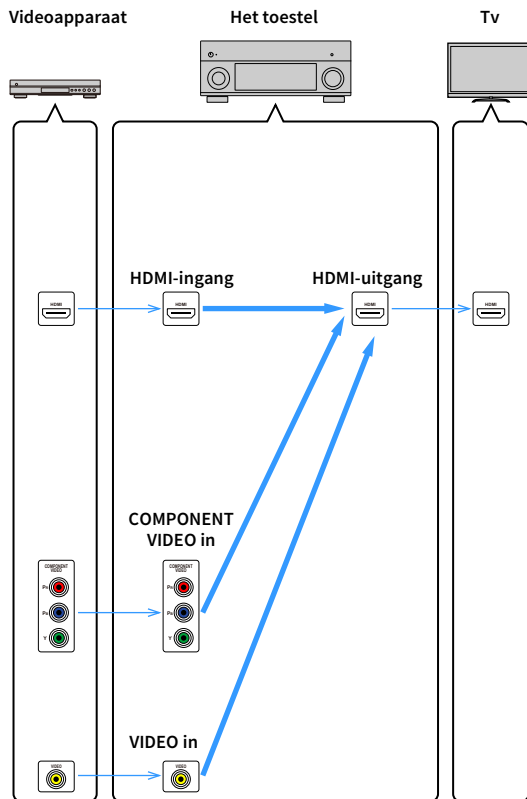 Videoapparaat
Het toestel
Tv
HDMI-ingang
HDMI-uitgang
HDMI
HDMI
HDMI
HDMI
COMPONENT
VIDEO in
COMPONENT
VIDEO
PR
PB
Y
COMPONENT
VIDEO
PR
PB
Y
VIDEO in
VIDEO
VIDEO